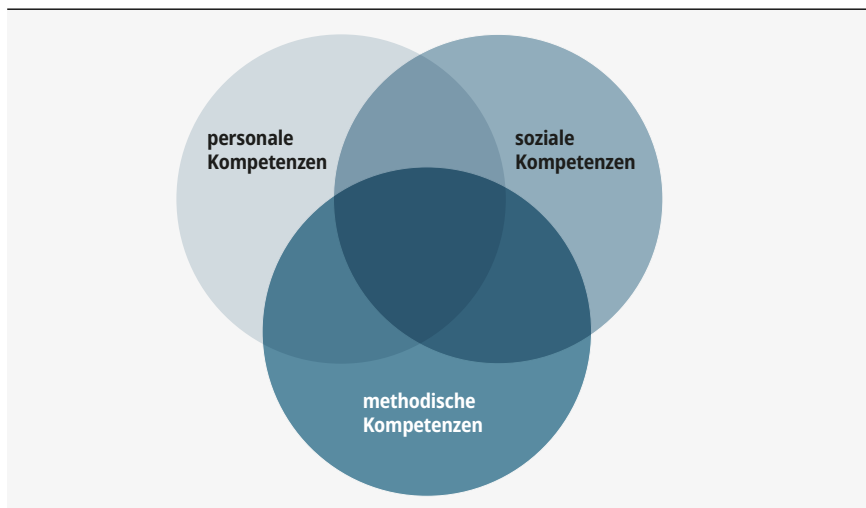 personale
Kompetenzen
soziale
Kompetenzen
methodische
Kompetenzen